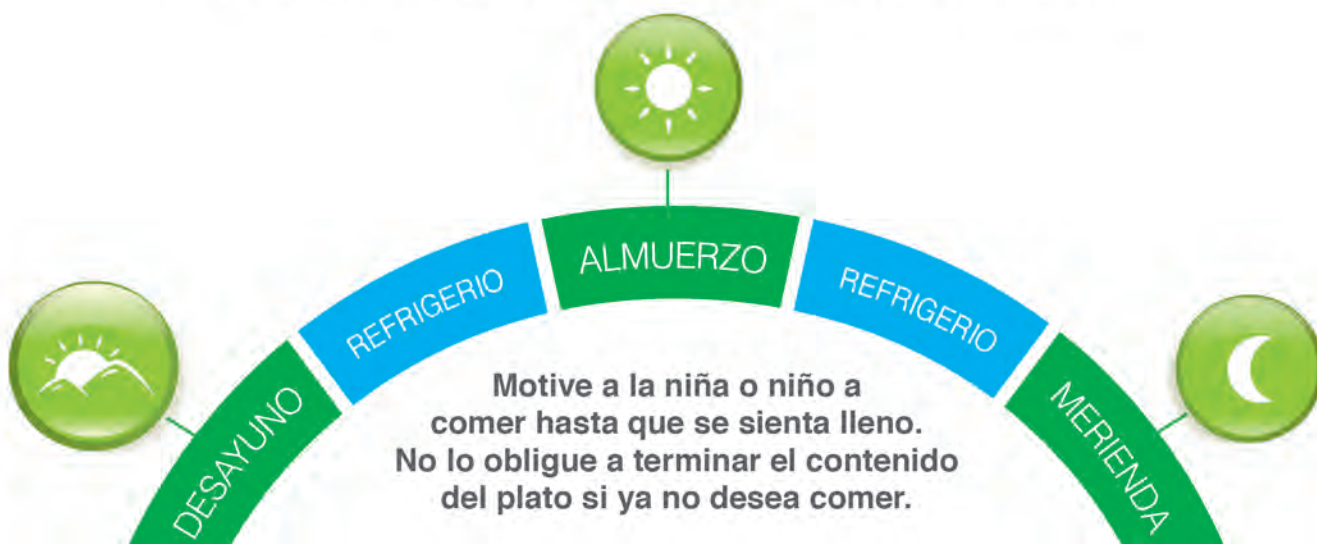 DESAYUNO
REFRIGERIO
ALMUERZO
REFRIGERIO
MERIENDA
Motive a la niña o niño a
comer hasta que se sienta lleno.
No lo obligue a terminar el contenido
del plato si ya no desea comer.